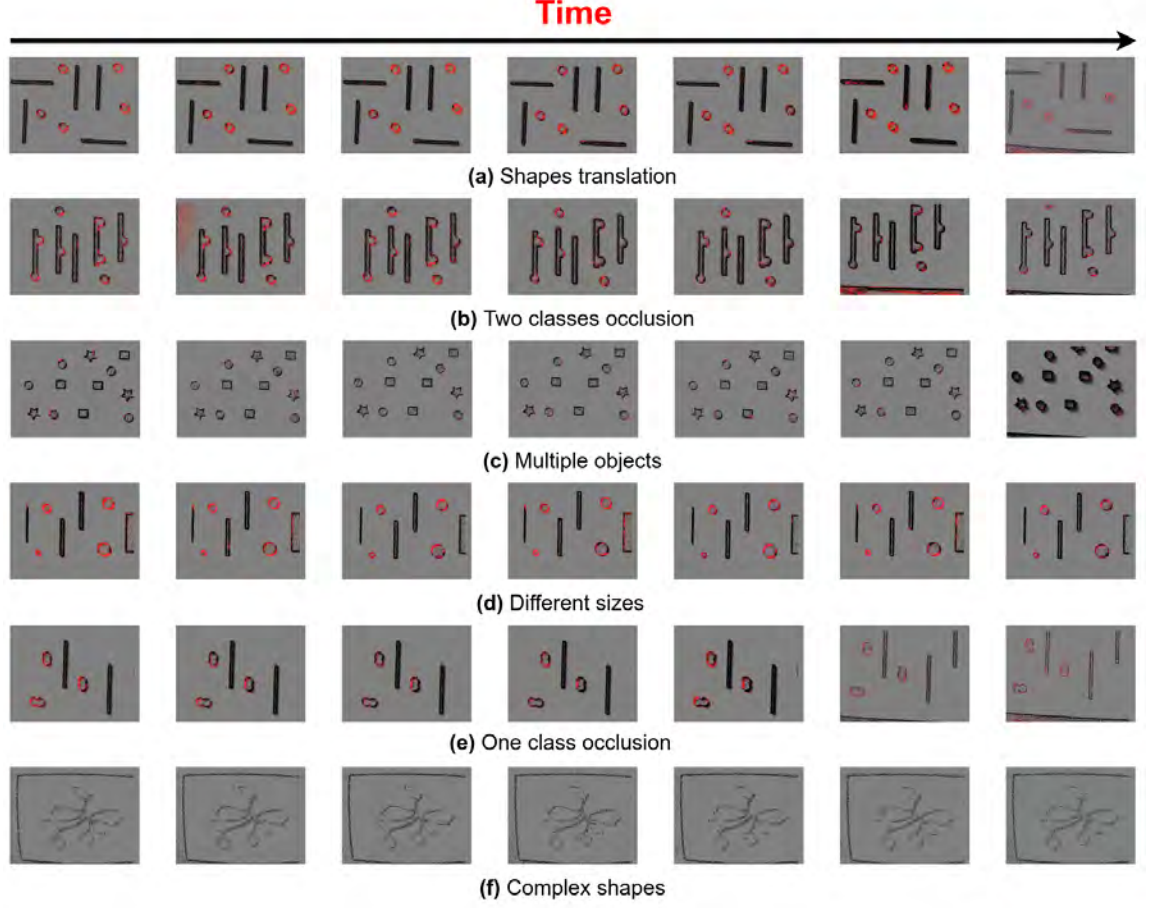 Time
(a) Shapes translation
(b) Two classes occlusion
(c) Multiple objects
(d) Different sizes
(e) One class occlusion
(f) Complex shapes